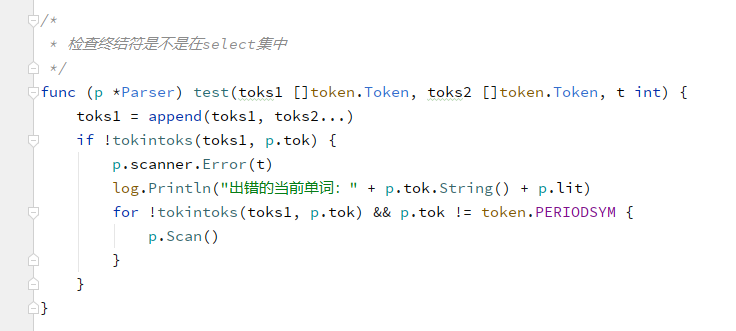 /*
 * 检查终结符是不是在select集中
 */
func (p *Parser) test(toks1 []token.Token, toks2 []token.Token, t int) {
    toks1 = append(toks1, toks2...)
    if !tokintoks(toks1, p.tok) {
        p.scanner.Error(t)
        log.Println("出错的当前单词：" + p.tok.String() + p.lit)
        for !tokintoks(toks1, p.tok) && p.tok != token.PERIODSYM {
            p.Scan()
        }
    }
}